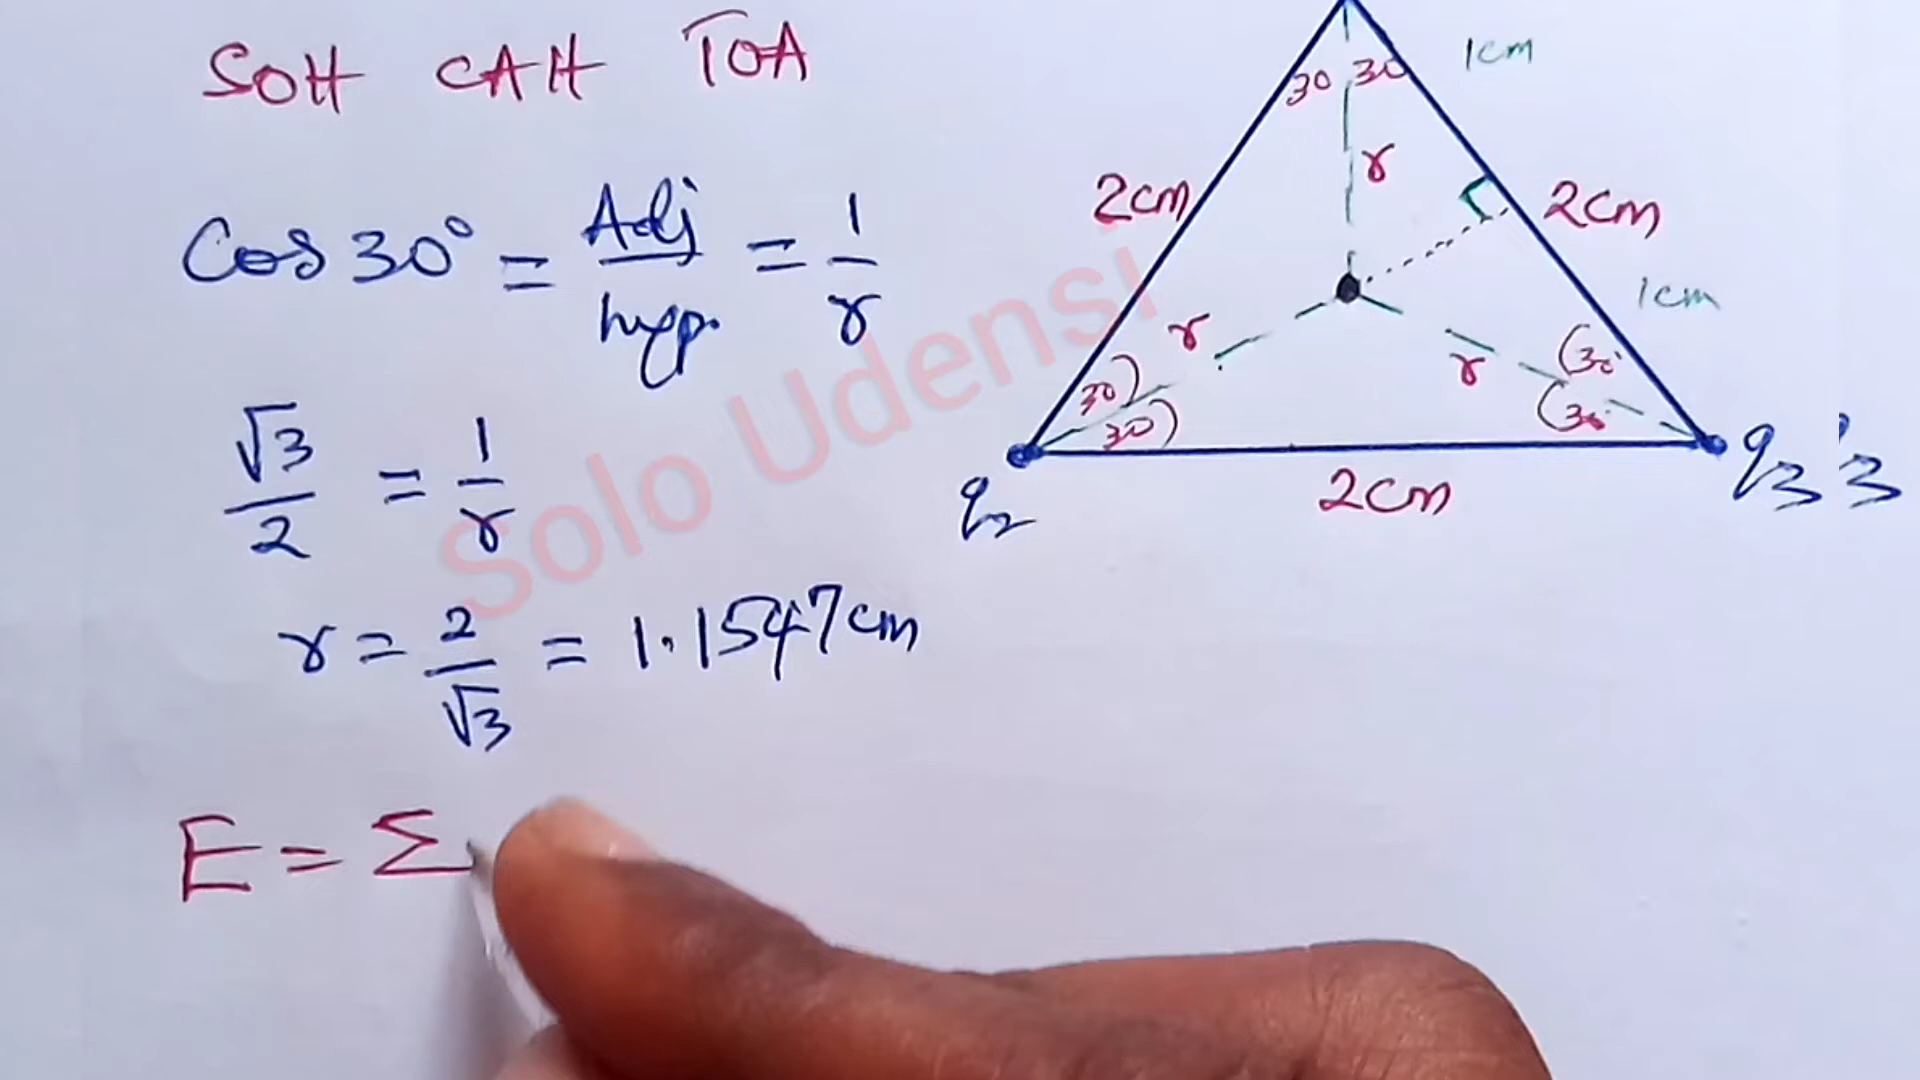 SOH CAH TOA
Cos 30° = Adj/hyp. = 1/r
√3/2 = 1/r
r = 2/√3 = 1.1547cm
E = Σ
1cm
30 30
r
2cm
2cm
1cm
r
r
30
30
30
30
q2
2cm
q3 3
Solo Udensi